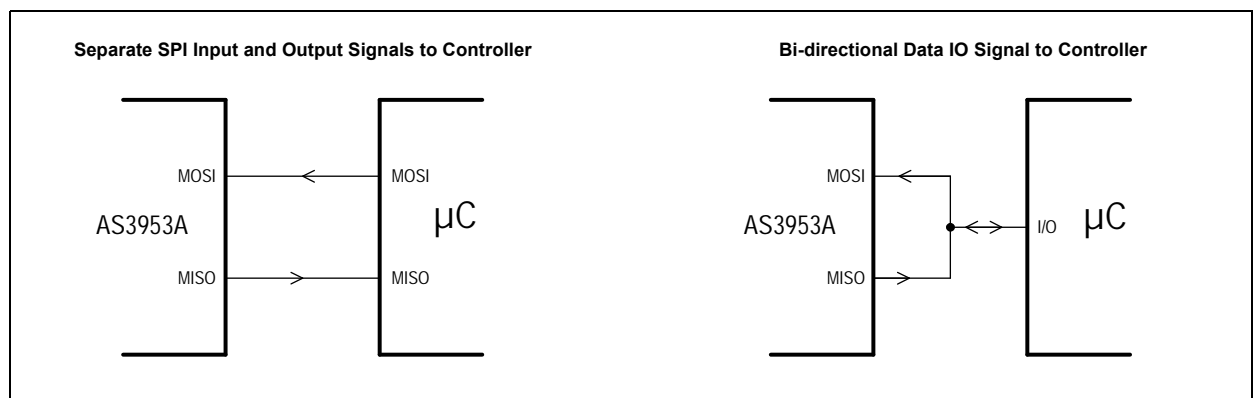 Separate SPI Input and Output Signals to Controller
MOSI
MOSI
AS3953A
µC
MISO
MISO
Bi-directional Data IO Signal to Controller
MOSI
AS3953A
I/O
µC
MISO